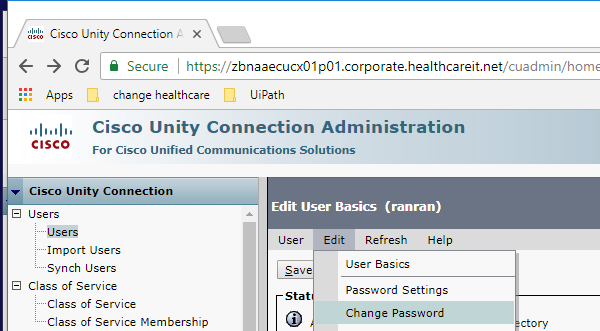 Cisco Unity Connection A
Secure https://zbnaaecucx01p01.corporate.healthcareit.net/cuadmin/home
Apps change healthcare UiPath
CISCO
Cisco Unity Connection Administration
For Cisco Unified Communications Solutions
Cisco Unity Connection
Users
Users
Import Users
Synch Users
Class of Service
Class of Service
Class of Service Membership
Edit User Basics (ranran)
User Edit Refresh Help
Save
User Basics
Password Settings
Change Password
Statu
A
ectory